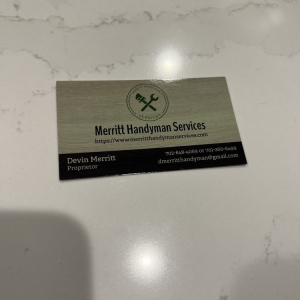 Merritt Handyman Services
https://www.merritthandymanservices.com
Devin Merritt
Proprietor
dmerritthandyman@gmail.com